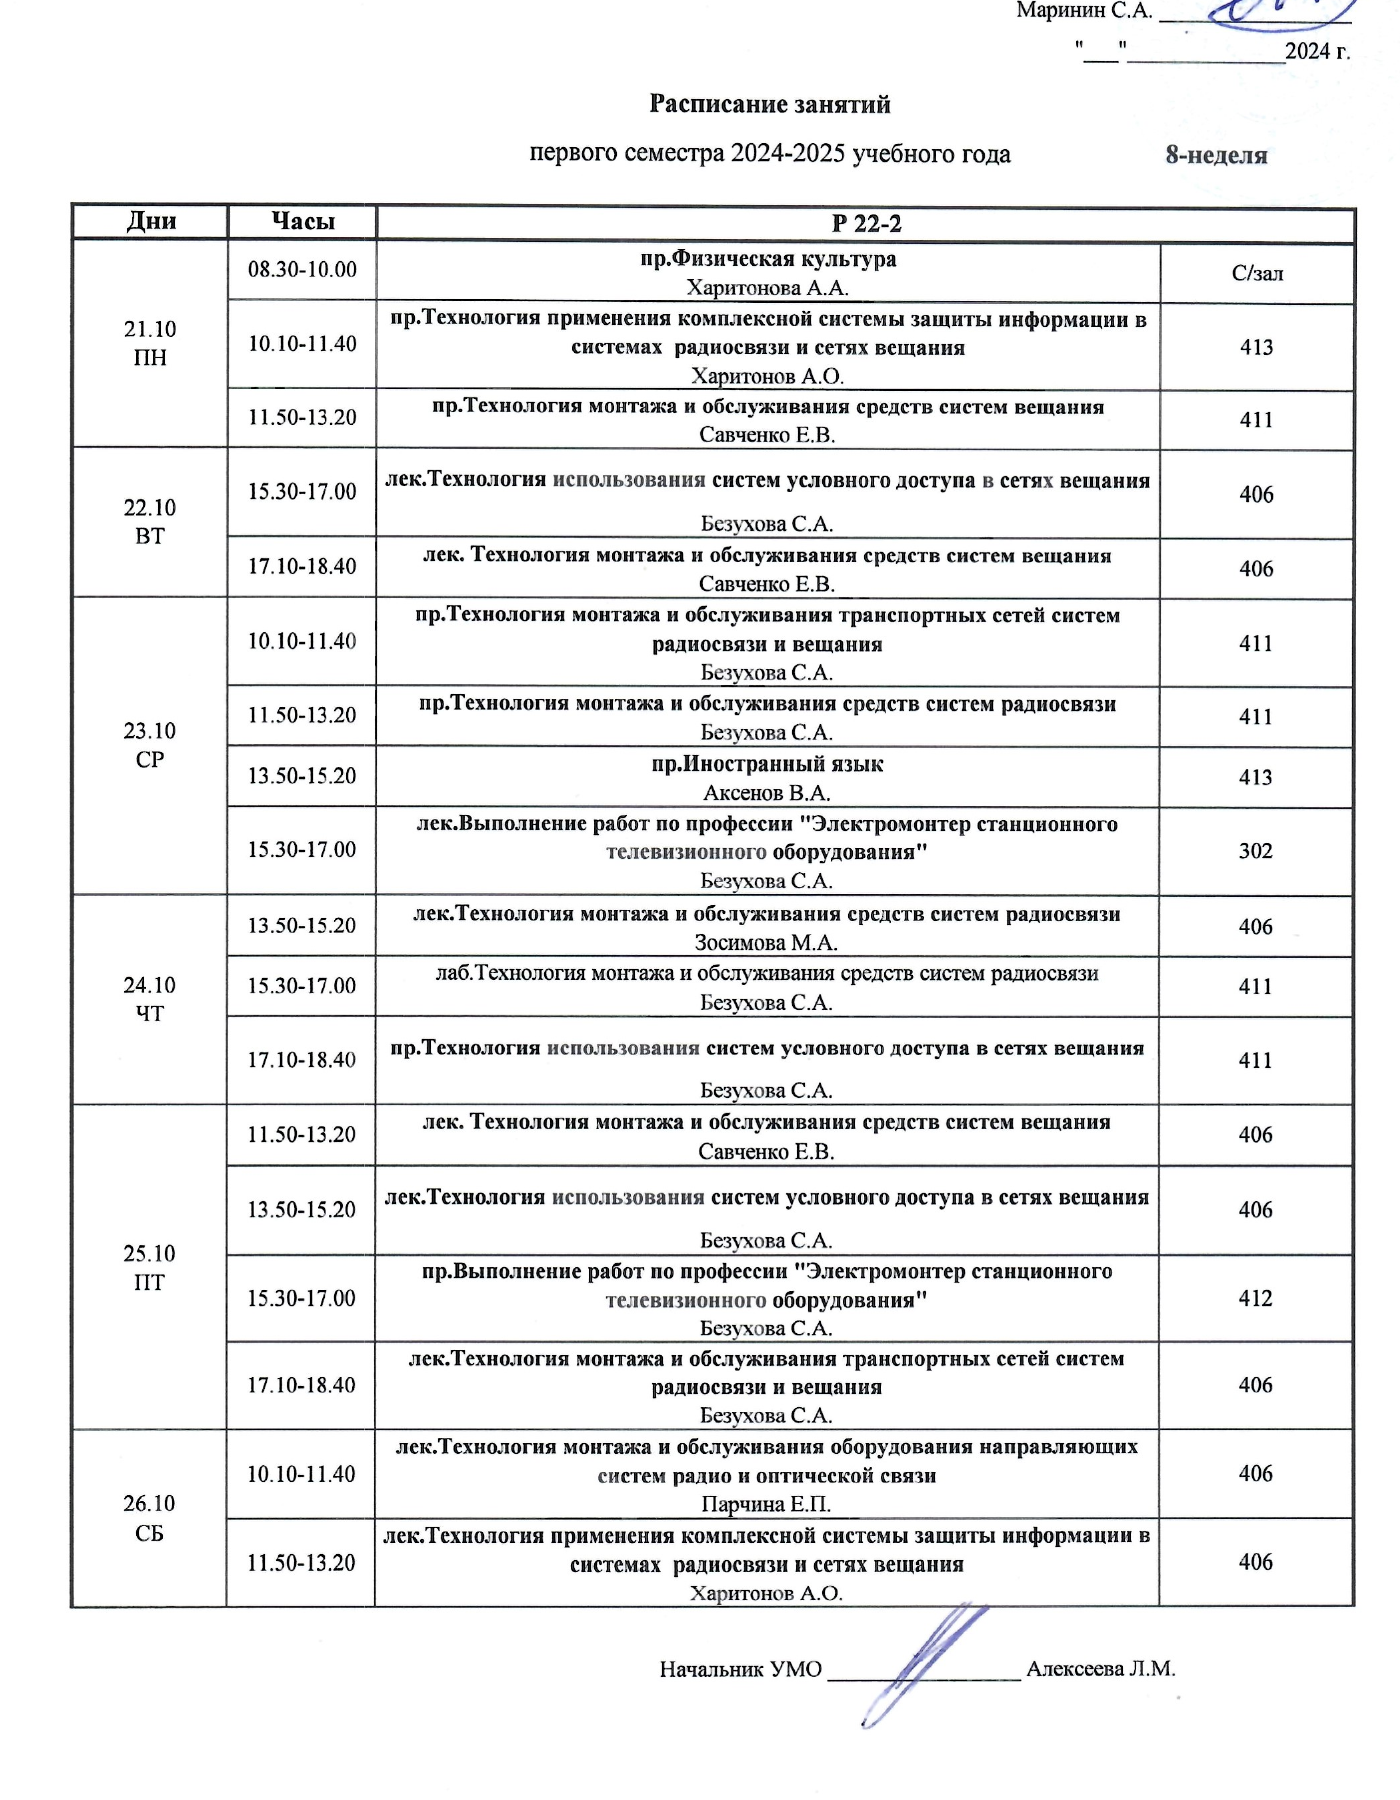 Маринин С.А. ________________
"___"_____________2024 г.
Расписание занятий
первого семестра 2024-2025 учебного года
8-неделя
Дни Часы Р 22-2
21.10
ПН
08.30-10.00
пр.Физическая культура
Харитонова А.А.
С/зал
10.10-11.40
пр.Технология применения комплексной системы защиты информации в
системах радиосвязи и сетях вещания
Харитонов А.О.
413
11.50-13.20
пр.Технология монтажа и обслуживания средств систем вещания
Савченко Е.В.
411
22.10
ВТ
15.30-17.00
лек.Технология использования систем условного доступа в сетях вещания
Безухова С.А.
406
17.10-18.40
лек. Технология монтажа и обслуживания средств систем вещания
Савченко Е.В.
406
23.10
СР
10.10-11.40
пр.Технология монтажа и обслуживания транспортных сетей систем
радиосвязи и вещания
Безухова С.А.
411
11.50-13.20
пр.Технология монтажа и обслуживания средств систем радиосвязи
Безухова С.А.
411
13.50-15.20
пр.Иностранный язык
Аксенов В.А.
413
15.30-17.00
лек.Выполнение работ по профессии "Электромонтер станционного
телевизионного оборудования"
Безухова С.А.
302
24.10
ЧТ
13.50-15.20
лек.Технология монтажа и обслуживания средств систем радиосвязи
Зосимова М.А.
406
15.30-17.00
лаб.Технология монтажа и обслуживания средств систем радиосвязи
Безухова С.А.
411
17.10-18.40
пр.Технология использования систем условного доступа в сетях вещания
Безухова С.А.
411
25.10
ПТ
11.50-13.20
лек. Технология монтажа и обслуживания средств систем вещания
Савченко Е.В.
406
13.50-15.20
лек.Технология использования систем условного доступа в сетях вещания
Безухова С.А.
406
15.30-17.00
пр.Выполнение работ по профессии "Электромонтер станционного
телевизионного оборудования"
Безухова С.А.
412
17.10-18.40
лек.Технология монтажа и обслуживания транспортных сетей систем
радиосвязи и вещания
Безухова С.А.
406
26.10
СБ
10.10-11.40
лек.Технология монтажа и обслуживания оборудования направляющих
систем радио и оптической связи
Парчина Е.П.
406
11.50-13.20
лек.Технология применения комплексной системы защиты информации в
системах радиосвязи и сетях вещания
Харитонов А.О.
406
Начальник УМО ________________ Алексеева Л.М.